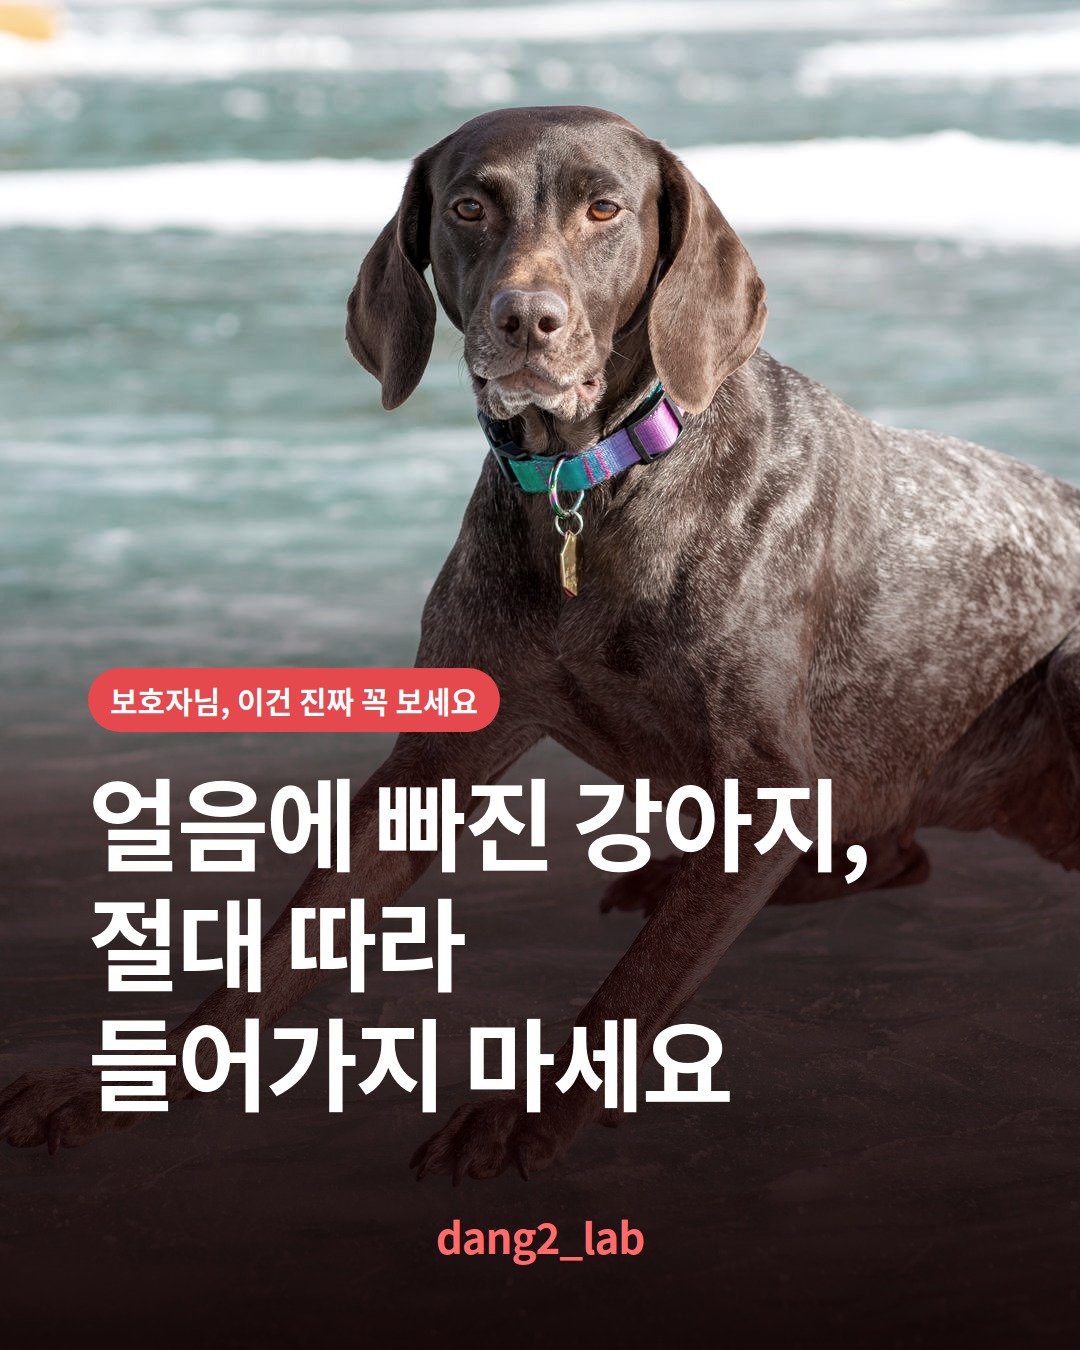 보호자님, 이건 진짜 꼭 보세요
얼음에 빠진 강아지,
절대 따라
들어가지 마세요
dang2_lab